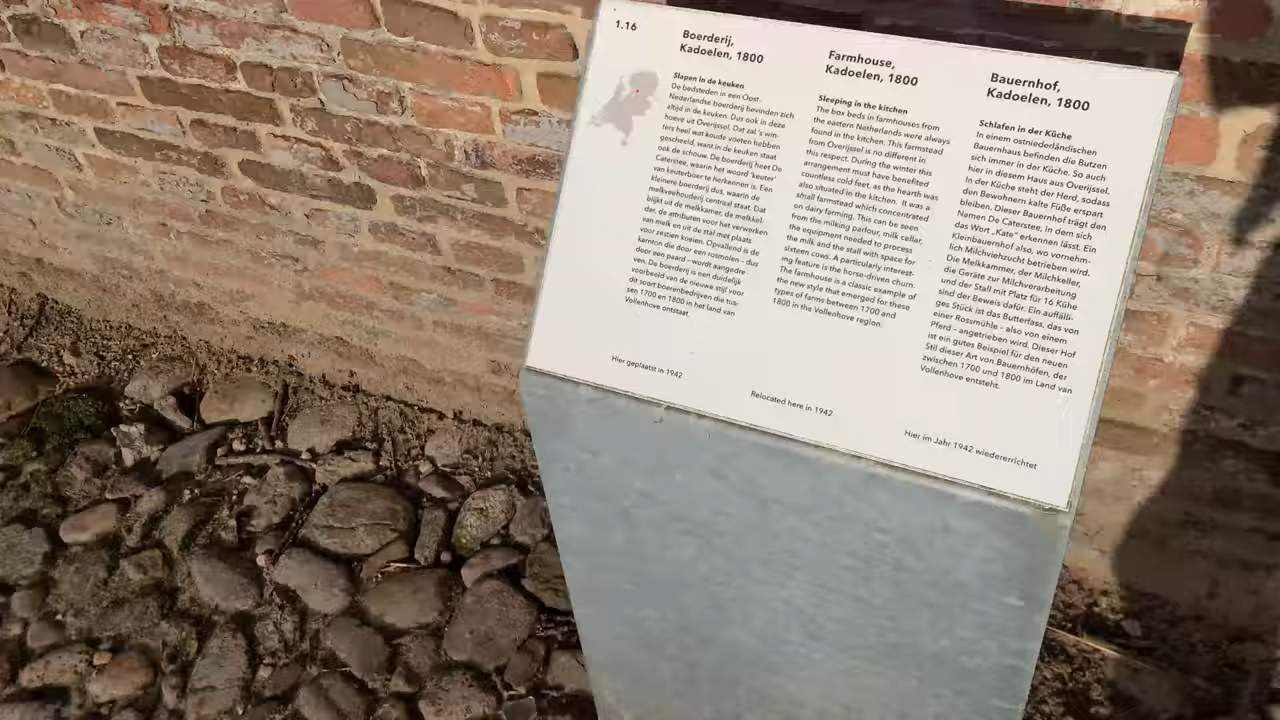 1.16
Boerderij,
Kadoelen, 1800
Slapen in de keuken
De bedsteden in een Oost-
Nederlandse boerderij bevinden zich
altijd in de keuken. Dus ook in deze
hoeve uit Overijssel. Dat zal 's win-
ters heel wat koude voeten hebben
gescheeld, want in de keuken staat
ook de schouw. De boerderij heet De
Caterstee, waarin het woord 'keuter'
van keuterboer te herkennen is. Een
kleinere boerderij dus, waarin de
melkveehouderij centraal staat. Dat
blijkt uit de melkkamer, de melkkel-
der, de attributen voor het verwerken
van melk en uit de stal met plaats
voor zestien koeien. Opvallend is de
karnton die door een rosmolen - dus
door een paard - wordt aangedre-
ven. De boerderij is een duidelijk
voorbeeld van de nieuwe stijl voor
dit soort boerenbedrijven die tus-
sen 1700 en 1800 in het land van
Vollenhove ontstaat.
Hier geplaatst in 1942
Farmhouse,
Kadoelen, 1800
Sleeping in the kitchen
The box beds in farmhouses from
the eastern Netherlands were always
found in the kitchen. This farmstead
from Overijssel is no different in
this respect. During the winter this
arrangement must have benefited
countless cold feet, as the hearth was
also situated in the kitchen. It was a
small farmstead which concentrated
on dairy farming. This can be seen
from the milking parlour, milk cellar,
the equipment needed to process
the milk and the stall with space for
sixteen cows. A particularly interest-
ing feature is the horse-driven churn.
The farmhouse is a classic example of
the new style that emerged for these
types of farms between 1700 and
1800 in the Vollenhove region.
Relocated here in 1942
Bauernhof,
Kadoelen, 1800
Schlafen in der Küche
In einem ostniederländischen
Bauernhaus befinden die Butzen
sich immer in der Küche. So auch
hier in diesem Haus aus Overijssel.
In der Küche steht der Herd, sodass
den Bewohnern kalte Füße erspart
bleiben. Dieser Bauernhof trägt den
Namen De Caterstee, in dem sich
das Wort „Kate" erkennen lässt. Ein
Kleinbauernhof also, wo vornehm-
lich Milchviehzucht betrieben wird.
Die Melkkammer, der Milchkeller,
die Geräte zur Milchverarbeitung
und der Stall mit Platz für 16 Kühe
sind der Beweis dafür. Ein auffälli-
ges Stück ist das Butterfass, das von
einer Rossmühle - also von einem
Pferd - angetrieben wird. Dieser Hof
ist ein gutes Beispiel für den neuen
Stil dieser Art von Bauernhöfen, der
zwischen 1700 und 1800 im Land van
Vollenhove entsteht.
Hier im Jahr 1942 wiedererrichtet